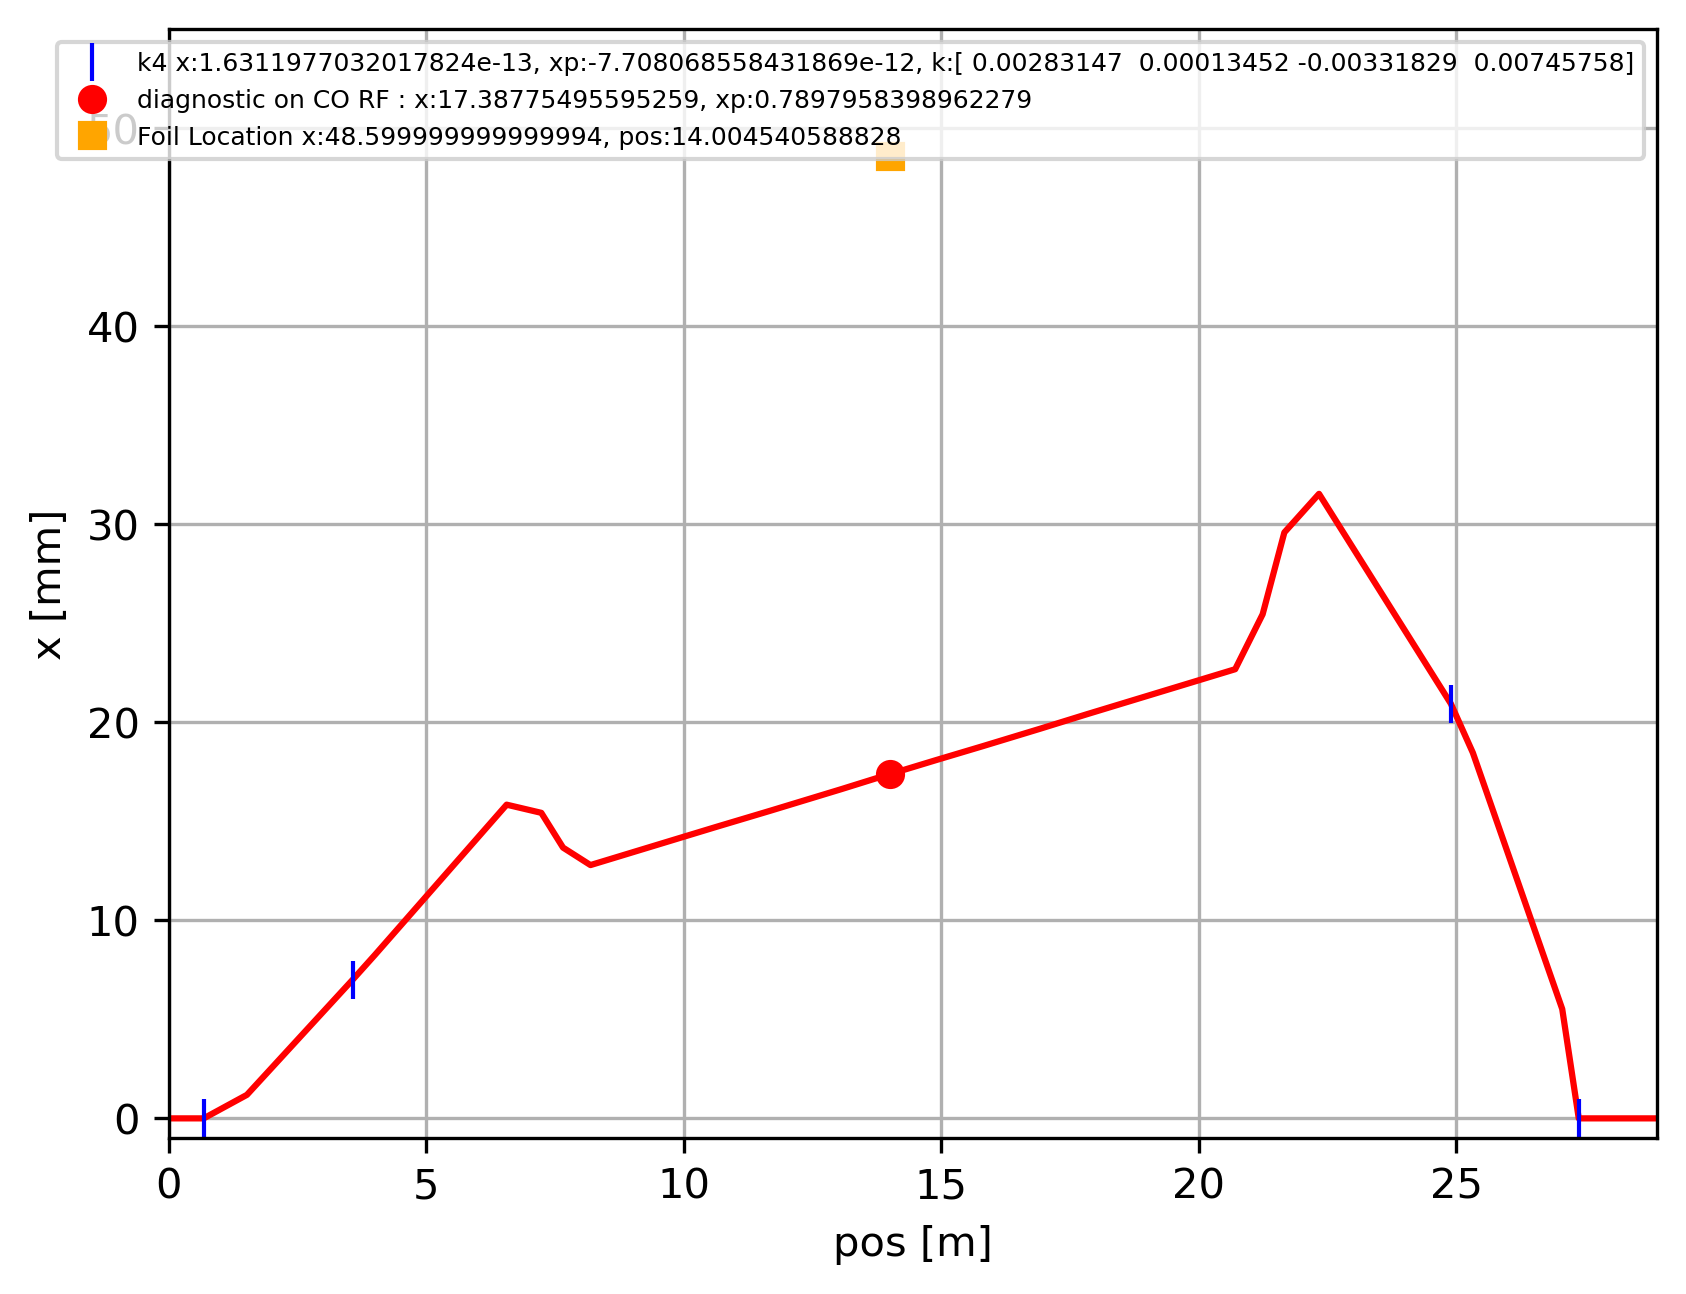 k4 x:1.6311977032017824e-13, xp:-7.708068558431869e-12, k:[ 0.00283147  0.00013452 -0.00331829  0.00745758]
diagnostic on CO RF : x:17.38775495595259, xp:0.7897958398962279
Foil Location x:48.599999999999994, pos:14.004540588828
50
40
30
20
10
0
x [mm]
0 5 10 15 20 25
pos [m]